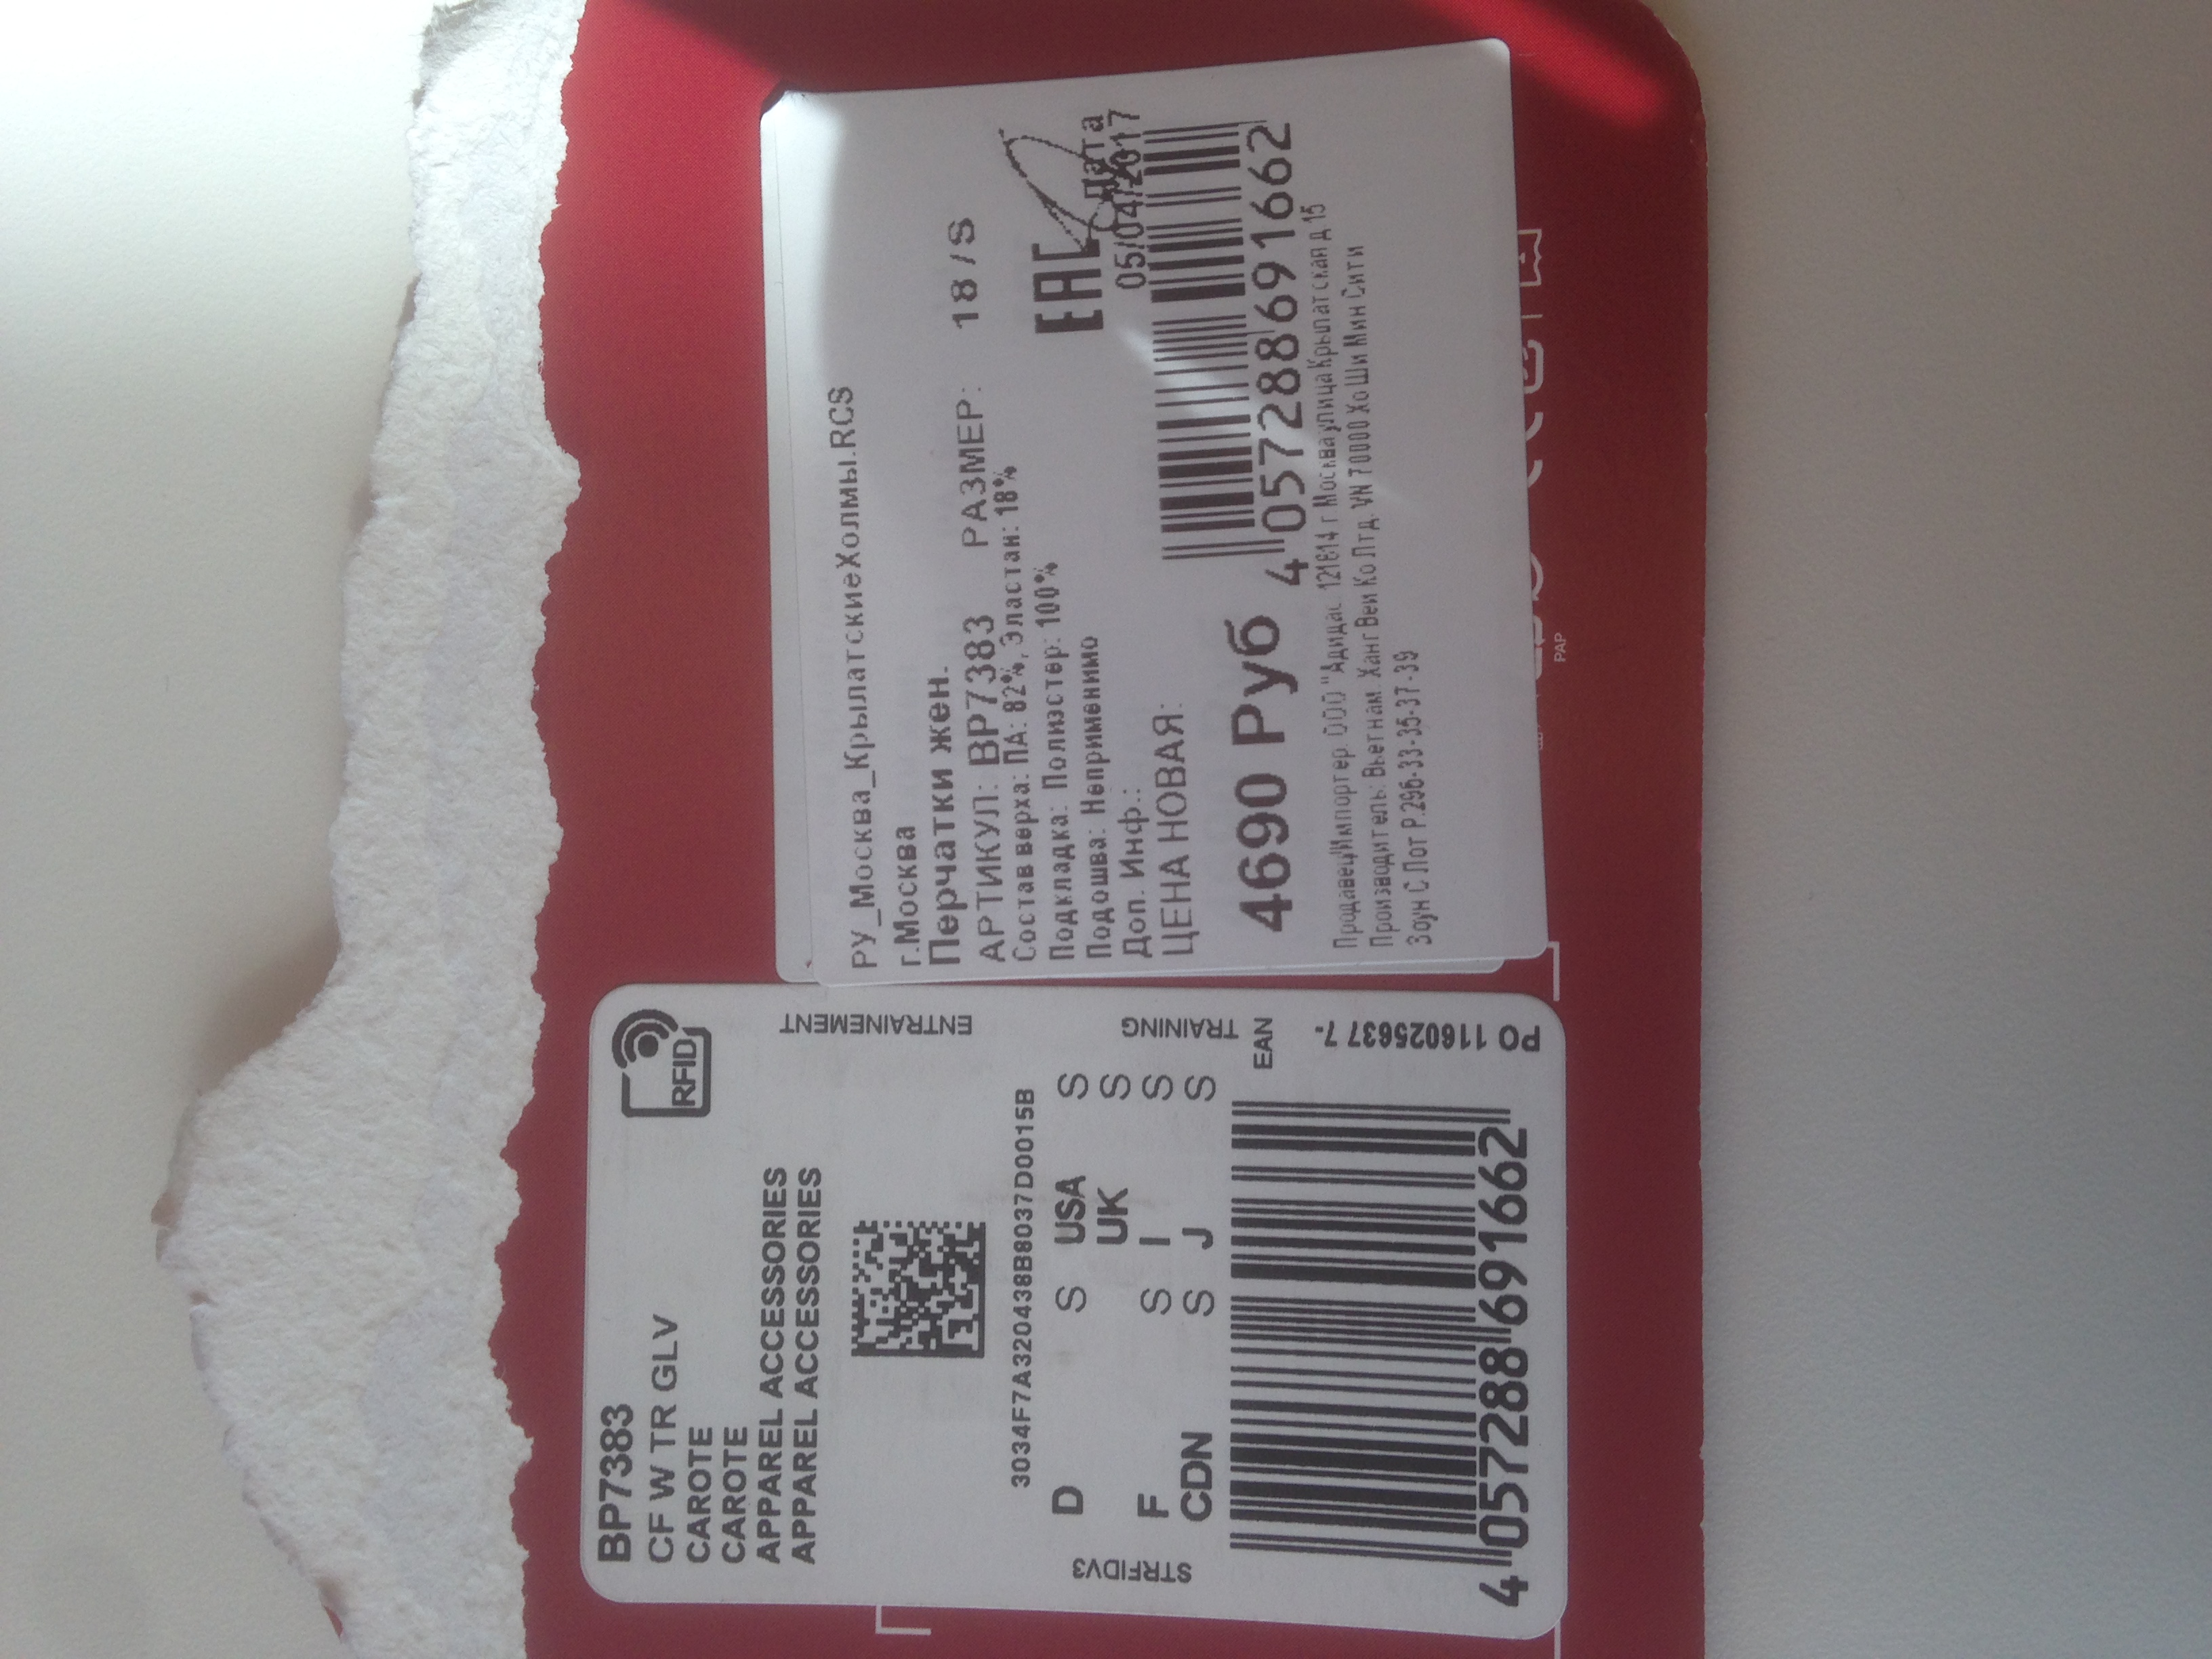 BP7383
CF W TR GLV
CAROTE
CAROTE
APPAREL ACCESSORIES
APPAREL ACCESSORIES
RFID
ENTRAINEMENT
3034F7A320438B8037D0015B
STRFIDV3
D S USA S
UK S
F S I S
CDN S J S
TRAINING
EAN
PO 116025637 7-
4 057288 691662
РУ_Москва_КрылатскиеХолмы.RCS
г.Москва
Перчатки жен.
АРТИКУЛ: BP7383 РАЗМЕР: 18 / S
Состав верха: ПА: 82%, Эластан: 18%
Подкладка: Полиэстер: 100%
Подошва: Неприменимо
Доп. Инф.:
ЕАС
дата
05/04/2017
ЦЕНА НОВАЯ:
4690 Руб
4 057288 691662
Продавец/Импортер: ООО "Адидас 121614 г Москва улица Крылатская д 15
Производитель: Вьетнам. Ханг Веи Ко Лтд. VN 70000 Хо Ши Мин Сити
Зоун С Лот Р.296-33-35-37-39
PAP